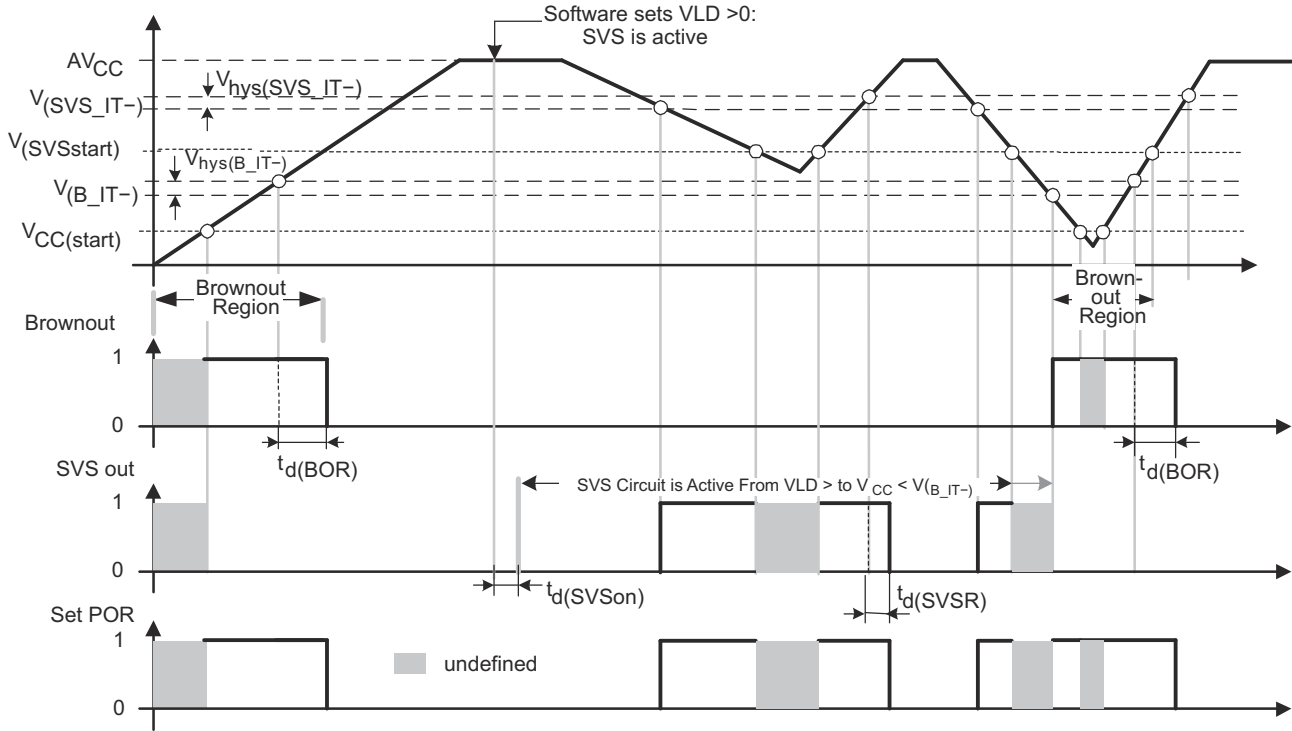 Software sets VLD >0:
SVS is active
AVCC
Vhys(SVS_IT−)
V(SVS_IT−)
V(SVSstart)
Vhys(B_IT−)
V(B_IT−)
VCC(start)
Brownout
Region
Brown-
out
Region
Brownout
1
0
td(BOR)
td(BOR)
SVS out
SVS Circuit is Active From VLD > to VCC < V(B_IT−)
1
0
td(SVSon)
td(SVSR)
Set POR
1
undefined
0